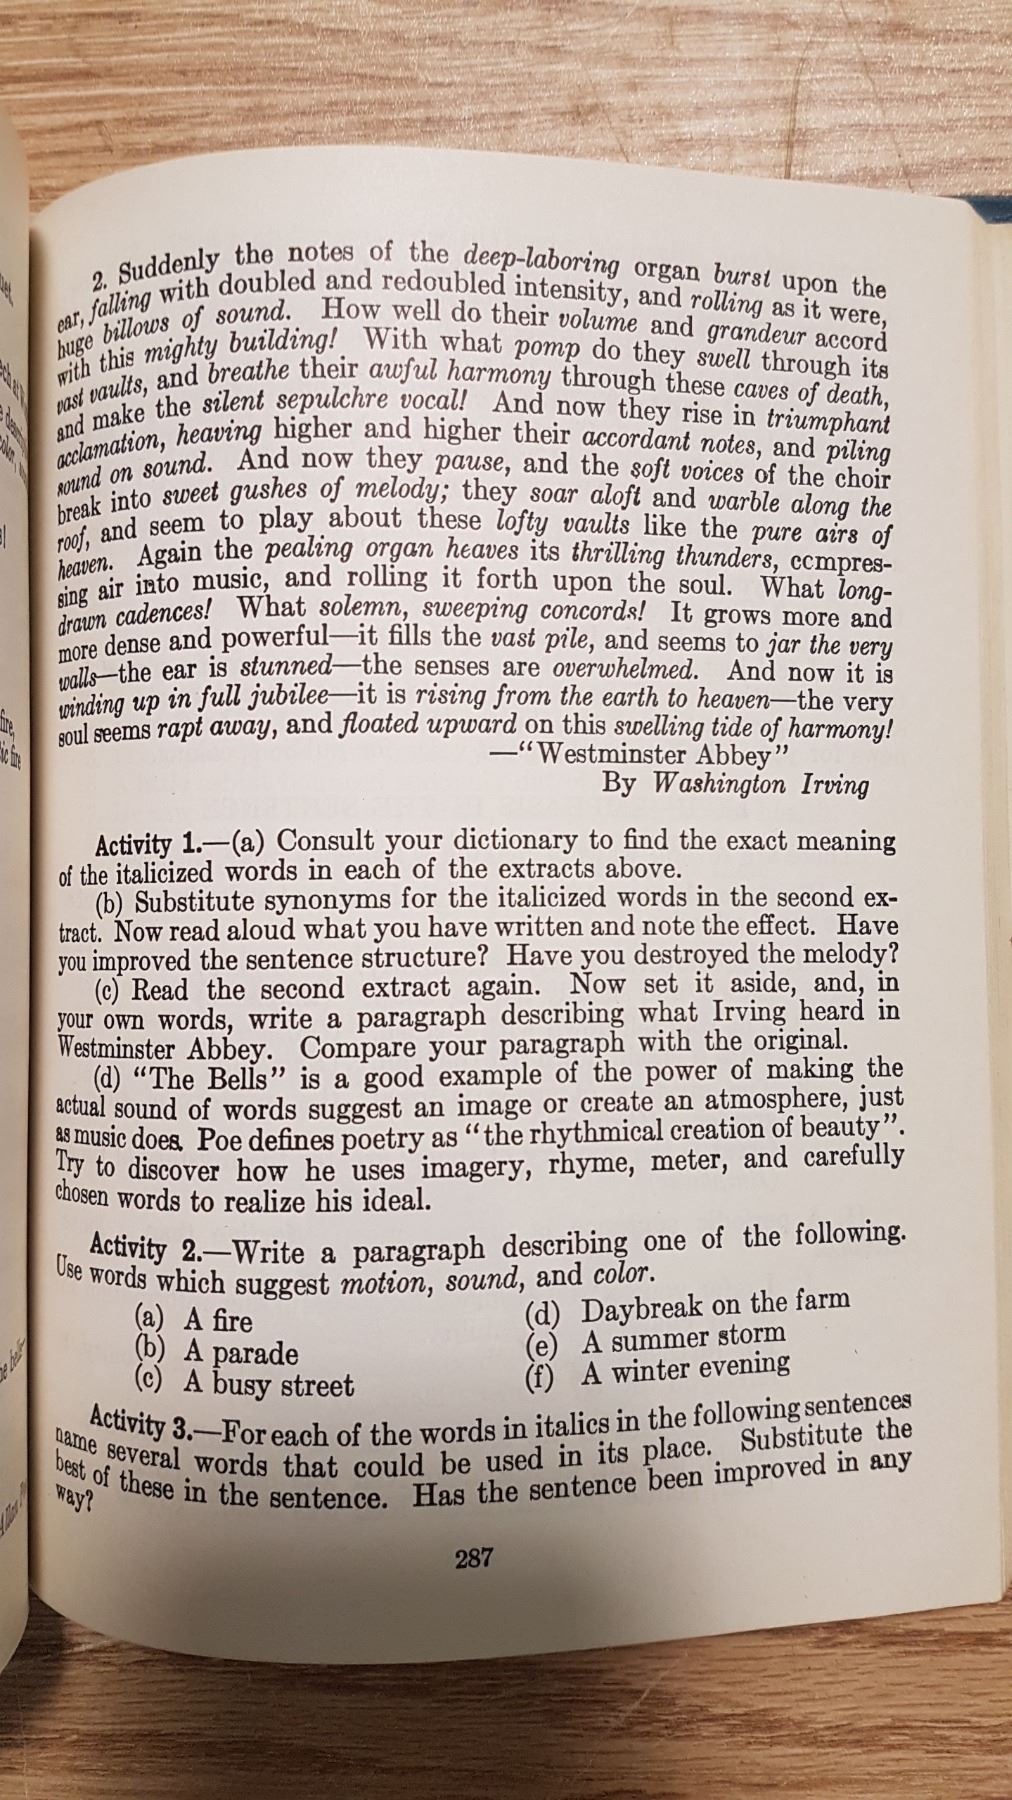 2. Suddenly the notes of the deep-laboring organ burst upon the
ear, falling with doubled and redoubled intensity, and rolling as it were,
huge billows of sound. How well do their volume and grandeur accord
with this mighty building! With what pomp do they swell through its
vast vaults, and breathe their awful harmony through these caves of death,
and make the silent sepulchre vocal! And now they rise in triumphant
acclamation, heaving higher and higher their accordant notes, and piling
sound on sound. And now they pause, and the soft voices of the choir
break into sweet gushes of melody; they soar aloft and warble along the
roof, and seem to play about these lofty vaults like the pure airs of
heaven. Again the pealing organ heaves its thrilling thunders, ccmpres-
sing air into music, and rolling it forth upon the soul. What long-
drawn cadences! What solemn, sweeping concords! It grows more and
more dense and powerful—it fills the vast pile, and seems to jar the very
walls—the ear is stunned—the senses are overwhelmed. And now it is
winding up in full jubilee—it is rising from the earth to heaven—the very
soul seems rapt away, and floated upward on this swelling tide of harmony!
—"Westminster Abbey"
By Washington Irving
Activity 1.—(a) Consult your dictionary to find the exact meaning
of the italicized words in each of the extracts above.
(b) Substitute synonyms for the italicized words in the second ex-
tract. Now read aloud what you have written and note the effect. Have
you improved the sentence structure? Have you destroyed the melody?
(c) Read the second extract again. Now set it aside, and, in
your own words, write a paragraph describing what Irving heard in
Westminster Abbey. Compare your paragraph with the original.
(d) "The Bells" is a good example of the power of making the
actual sound of words suggest an image or create an atmosphere, just
as music does. Poe defines poetry as "the rhythmical creation of beauty".
Try to discover how he uses imagery, rhyme, meter, and carefully
chosen words to realize his ideal.
Activity 2.—Write a paragraph describing one of the following.
Use words which suggest motion, sound, and color.
(a) A fire
(b) A parade
(c) A busy street
(d) Daybreak on the farm
(e) A summer storm
(f) A winter evening
Activity 3.—For each of the words in italics in the following sentences
name several words that could be used in its place. Substitute the
best of these in the sentence. Has the sentence been improved in any
way?
287